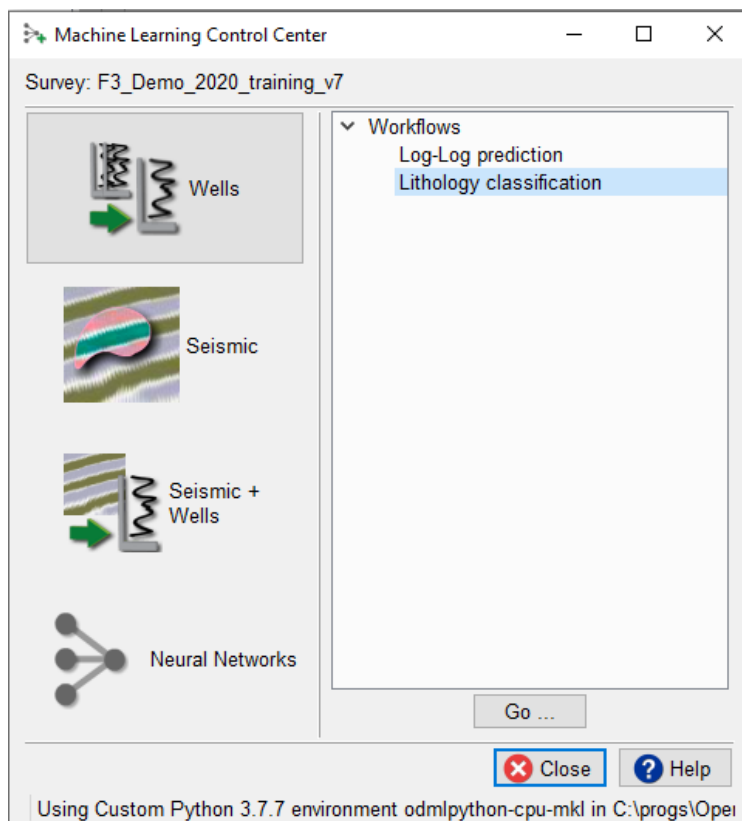 Machine Learning Control Center
Survey: F3_Demo_2020_training_v7
Wells
Seismic
Seismic +
Wells
Neural Networks
Workflows
Log-Log prediction
Lithology classification
Go ...
Close
Help
Using Custom Python 3.7.7 environment odmlpython-cpu-mkl in C:\progs\Oper